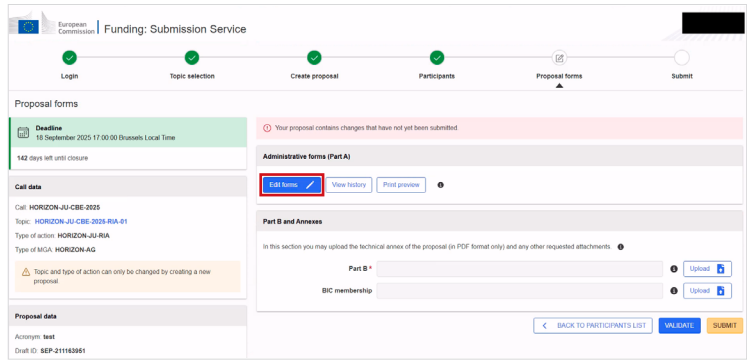 European
Commission
Funding: Submission Service
Login
Topic selection
Create proposal
Participants
Proposal forms
Submit
Proposal forms
Deadline
18 September 2025 17:00:00 Brussels Local Time
142 days left until closure
Call data
Call: HORIZON-JU-CBE-2025
Topic: HORIZON-JU-CBE-2025-RIA-01
Type of action: HORIZON-JU-RIA
Type of MGA: HORIZON-AG
Topic and type of action can only be changed by creating a new
proposal.
Proposal data
Acronym: test
Draft ID: SEP-211163951
Your proposal contains changes that have not yet been submitted.
Administrative forms (Part A)
Edit forms
View history
Print preview
Part B and Annexes
In this section you may upload the technical annex of the proposal (in PDF format only) and any other requested attachments.
Part B *
Upload
BIC membership
Upload
BACK TO PARTICIPANTS LIST
VALIDATE
SUBMIT